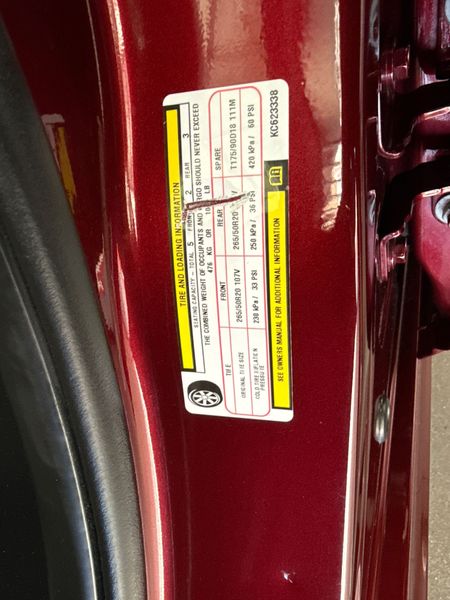 TIRE AND LOADING INFORMATION
SEATING CAPACITY - TOTAL 5 FRONT 2 REAR 3
THE COMBINED WEIGHT OF OCCUPANTS AND CARGO SHOULD NEVER EXCEED
476 KG OR LB
TIRE FRONT REAR SPARE
ORIGINAL TIRE SIZE 265/50R20 107V 265/50R20 T175/90D18 111M
COLD TIRE INFLATION PRESSURE 230 kPa / 33 PSI 250 kPa / 36 PSI 420 kPa / 60 PSI
SEE OWNERS MANUAL FOR ADDITIONAL INFORMATION
KC623338